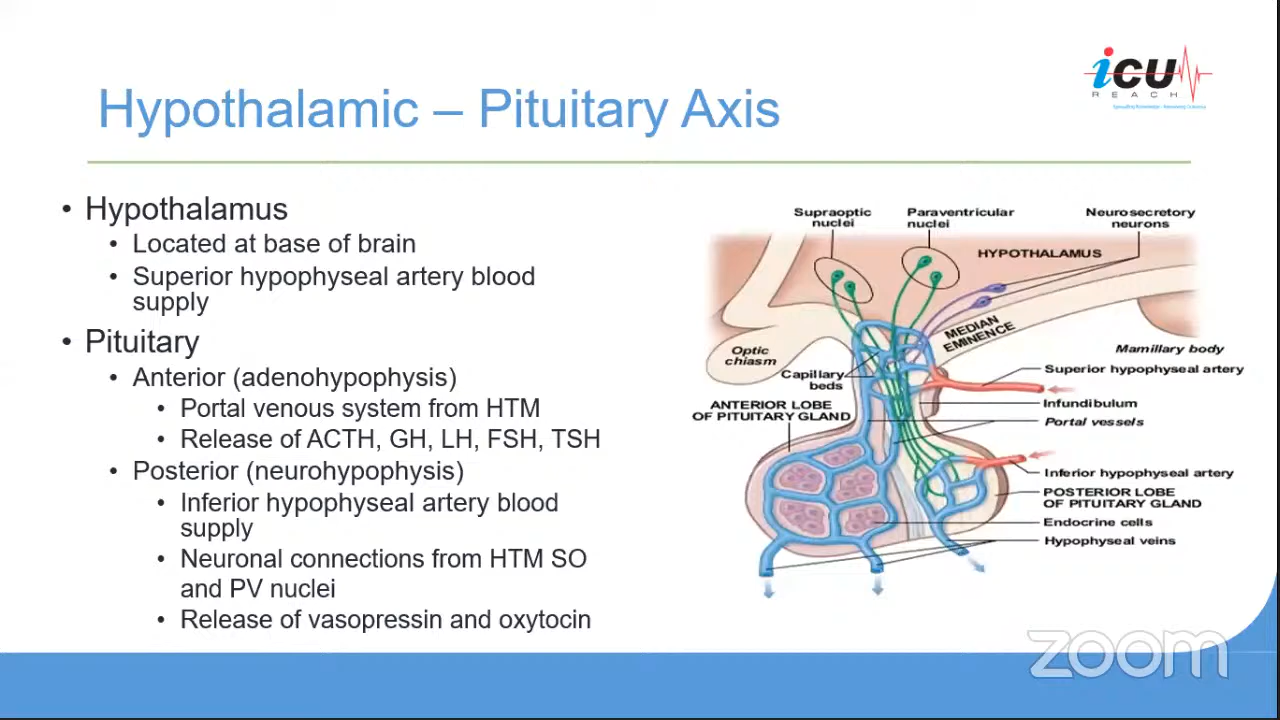 iCU
REACH
Hypothalamic – Pituitary Axis
• Hypothalamus
• Located at base of brain
• Superior hypophyseal artery blood
supply
• Pituitary
• Anterior (adenohypophysis)
• Portal venous system from HTM
• Release of ACTH, GH, LH, FSH, TSH
• Posterior (neurohypophysis)
• Inferior hypophyseal artery blood
supply
• Neuronal connections from HTM SO
and PV nuclei
• Release of vasopressin and oxytocin
Supraoptic
nuclei
Paraventricular
nuclei
Neurosecretory
neurons
HYPOTHALAMUS
MEDIAN
EMINENCE
Optic
chiasm
Mamillary body
Capillary
beds
Superior hypophyseal artery
ANTERIOR LOBE
OF PITUITARY GLAND
Infundibulum
Portal vessels
Inferior hypophyseal artery
POSTERIOR LOBE
OF PITUITARY GLAND
Endocrine cells
Hypophyseal veins
zoom